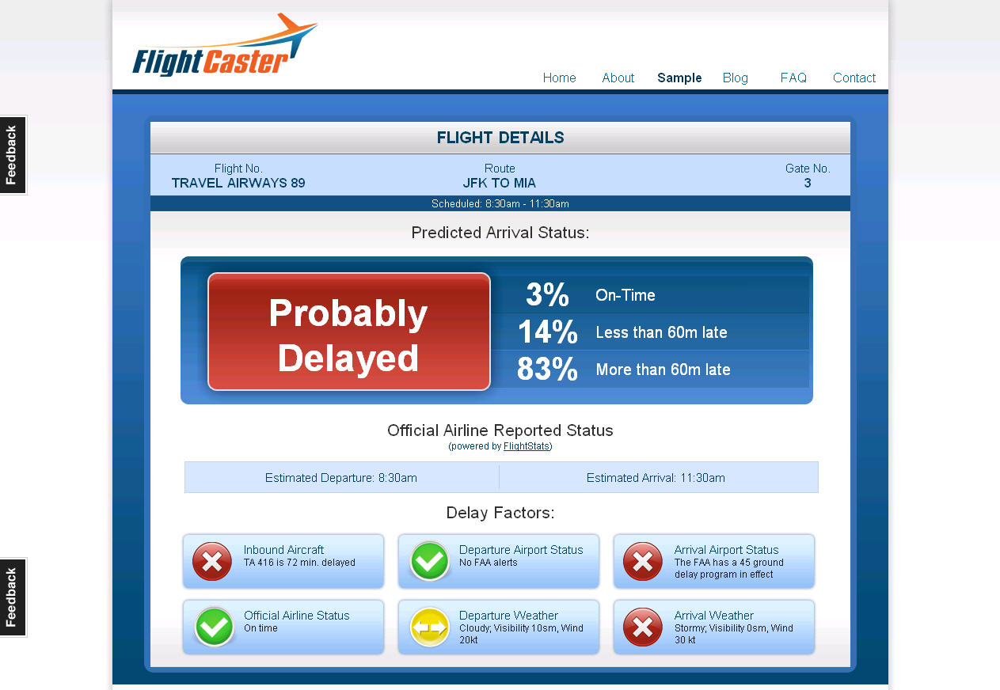 FlightCaster
Home About Sample Blog FAQ Contact
Feedback
FLIGHT DETAILS
Flight No. Route Gate No.
TRAVEL AIRWAYS 89 JFK TO MIA 3
Scheduled: 8:30am - 11:30am
Predicted Arrival Status:
Probably
Delayed
3% On-Time
14% Less than 60m late
83% More than 60m late
Official Airline Reported Status
(powered by FlightStats)
Estimated Departure: 8:30am Estimated Arrival: 11:30am
Delay Factors:
Inbound Aircraft
TA 416 is 72 min. delayed
Departure Airport Status
No FAA alerts
Arrival Airport Status
The FAA has a 45 ground
delay program in effect
Official Airline Status
On time
Departure Weather
Cloudy; Visibility 10sm, Wind
20kt
Arrival Weather
Stormy; Visibility 0sm, Wind
30 kt
Feedback